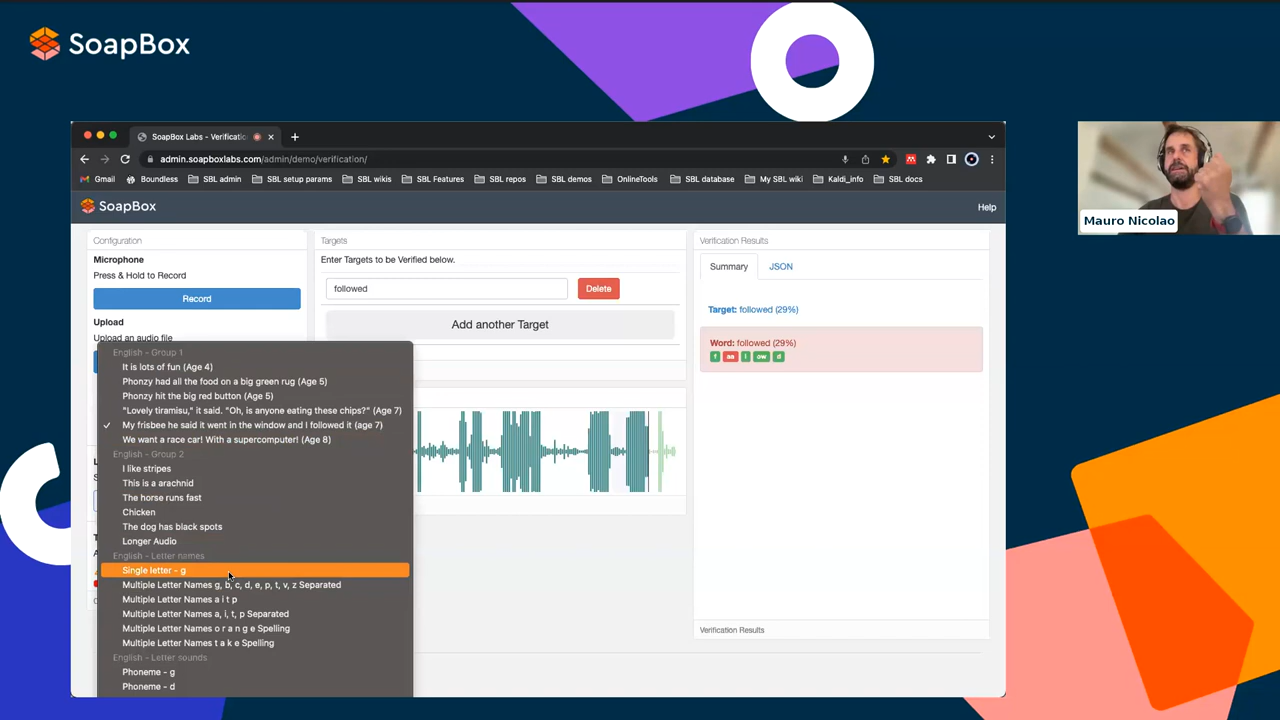 SoapBox
SoapBox Labs - Verificatic
admin.soapboxlabs.com/admin/demo/verification/
Gmail Boundless SBL admin SBL setup params SBL wikis SBL Features SBL repos SBL demos OnlineTools SBL database My SBL wiki Kaldi_info SBL docs
SoapBox Help
Configuration
Microphone
Press & Hold to Record
Record
Upload
Upload an audio file
English - Group 1
It is lots of fun (Age 4)
Phonzy had all the food on a big green rug (Age 5)
Phonzy hit the big red button (Age 5)
"Lovely tiramisu," it said. "Oh, is anyone eating these chips?" (Age 7)
My frisbee he said it went in the window and I followed it (age 7)
We want a race car! With a supercomputer! (Age 8)
English - Group 2
I like stripes
This is a arachnid
The horse runs fast
Chicken
The dog has black spots
Longer Audio
English - Letter names
Single letter - g
Multiple Letter Names g, b, c, d, e, p, t, v, z Separated
Multiple Letter Names a i t p
Multiple Letter Names a, i, t, p Separated
Multiple Letter Names o r a n g e Spelling
Multiple Letter Names t a k e Spelling
English - Letter sounds
Phoneme - g
Phoneme - d
Targets
Enter Targets to be Verified below.
followed Delete
Add another Target
Verification Results
Summary JSON
Target: followed (29%)
Word: followed (29%)
f aa l ow d
Verification Results
Mauro Nicolao